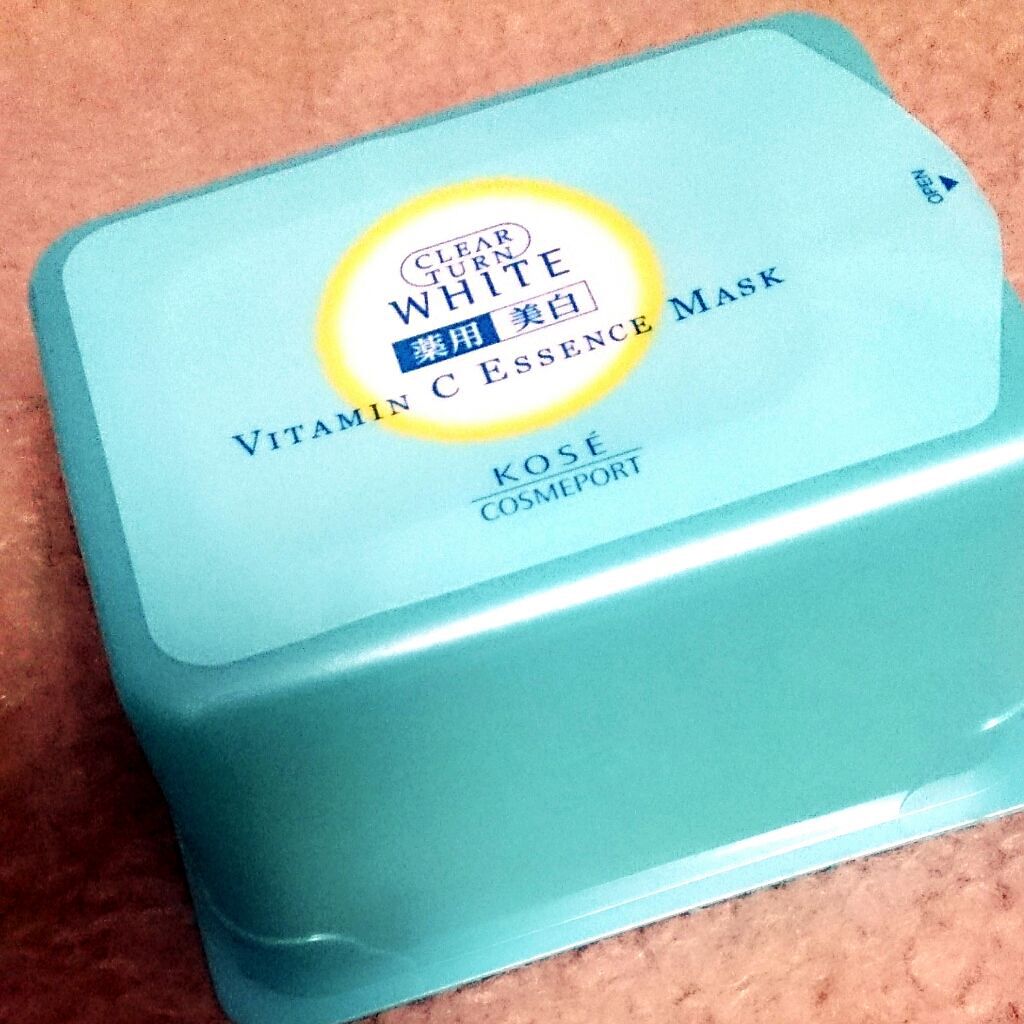 CLEAR
TURN
WHITE
薬用 美白
VITAMIN C ESSENCE MASK
KOSÉ
COSMEPORT
OPEN